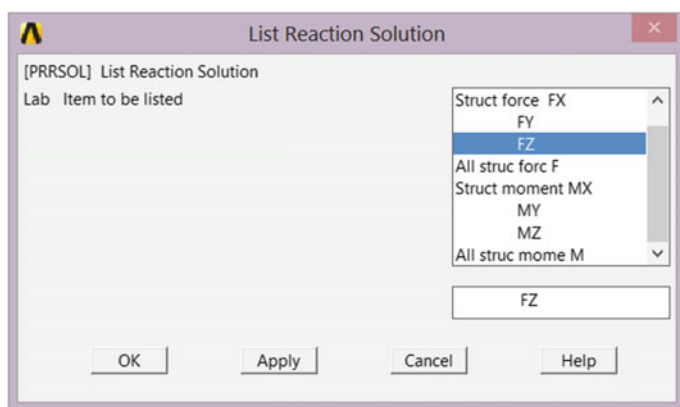 List Reaction Solution
[PRRSOL] List Reaction Solution
Lab Item to be listed
Struct force FX
FY
FZ
All struc forc F
Struct moment MX
MY
MZ
All struc mome M
FZ
OK Apply Cancel Help